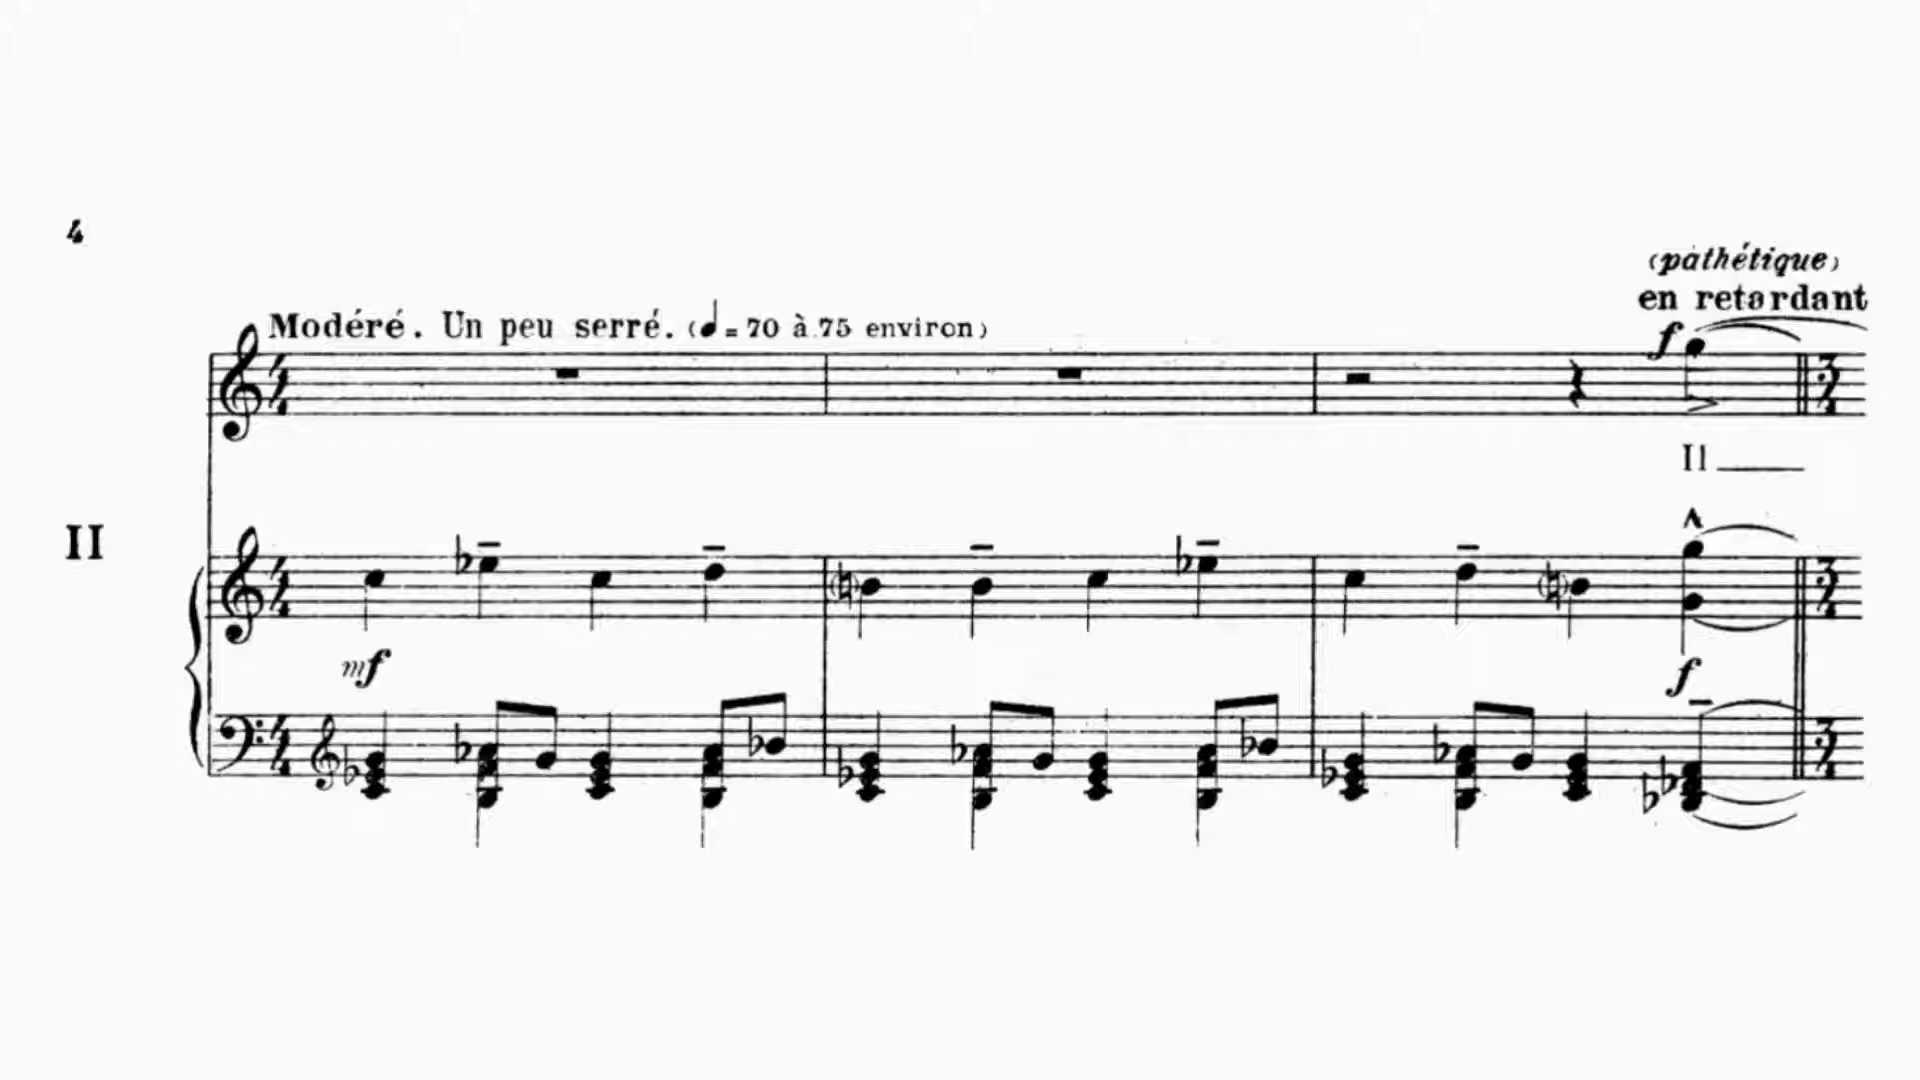 4
(pathétique)
en retardant
Modéré. Un peu serré. (♩= 70 à 75 environ)
f
Il
II
mf
f